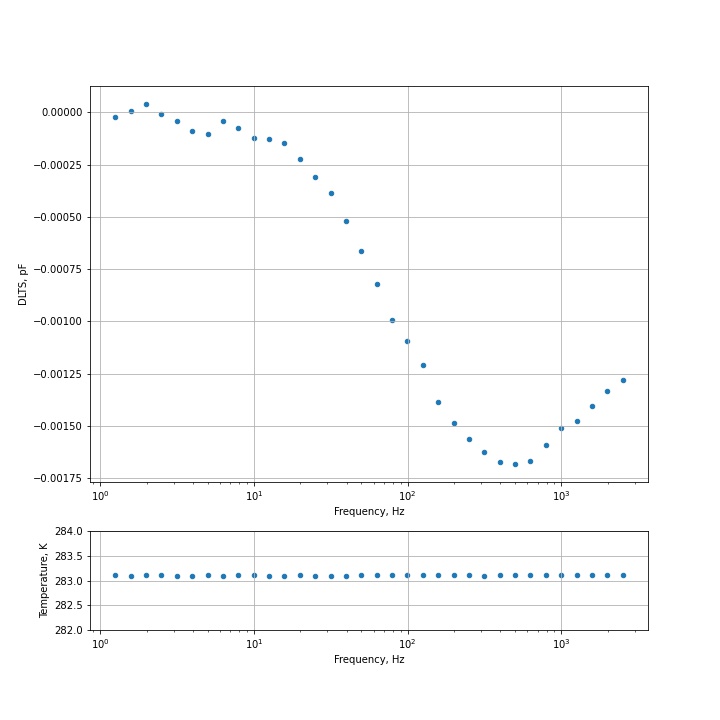 0.00000
−0.00025
−0.00050
−0.00075
−0.00100
−0.00125
−0.00150
−0.00175
DLTS, pF
10⁰ 10¹ 10² 10³
Frequency, Hz
284.0
283.5
283.0
282.5
282.0
Temperature, K
10⁰ 10¹ 10² 10³
Frequency, Hz